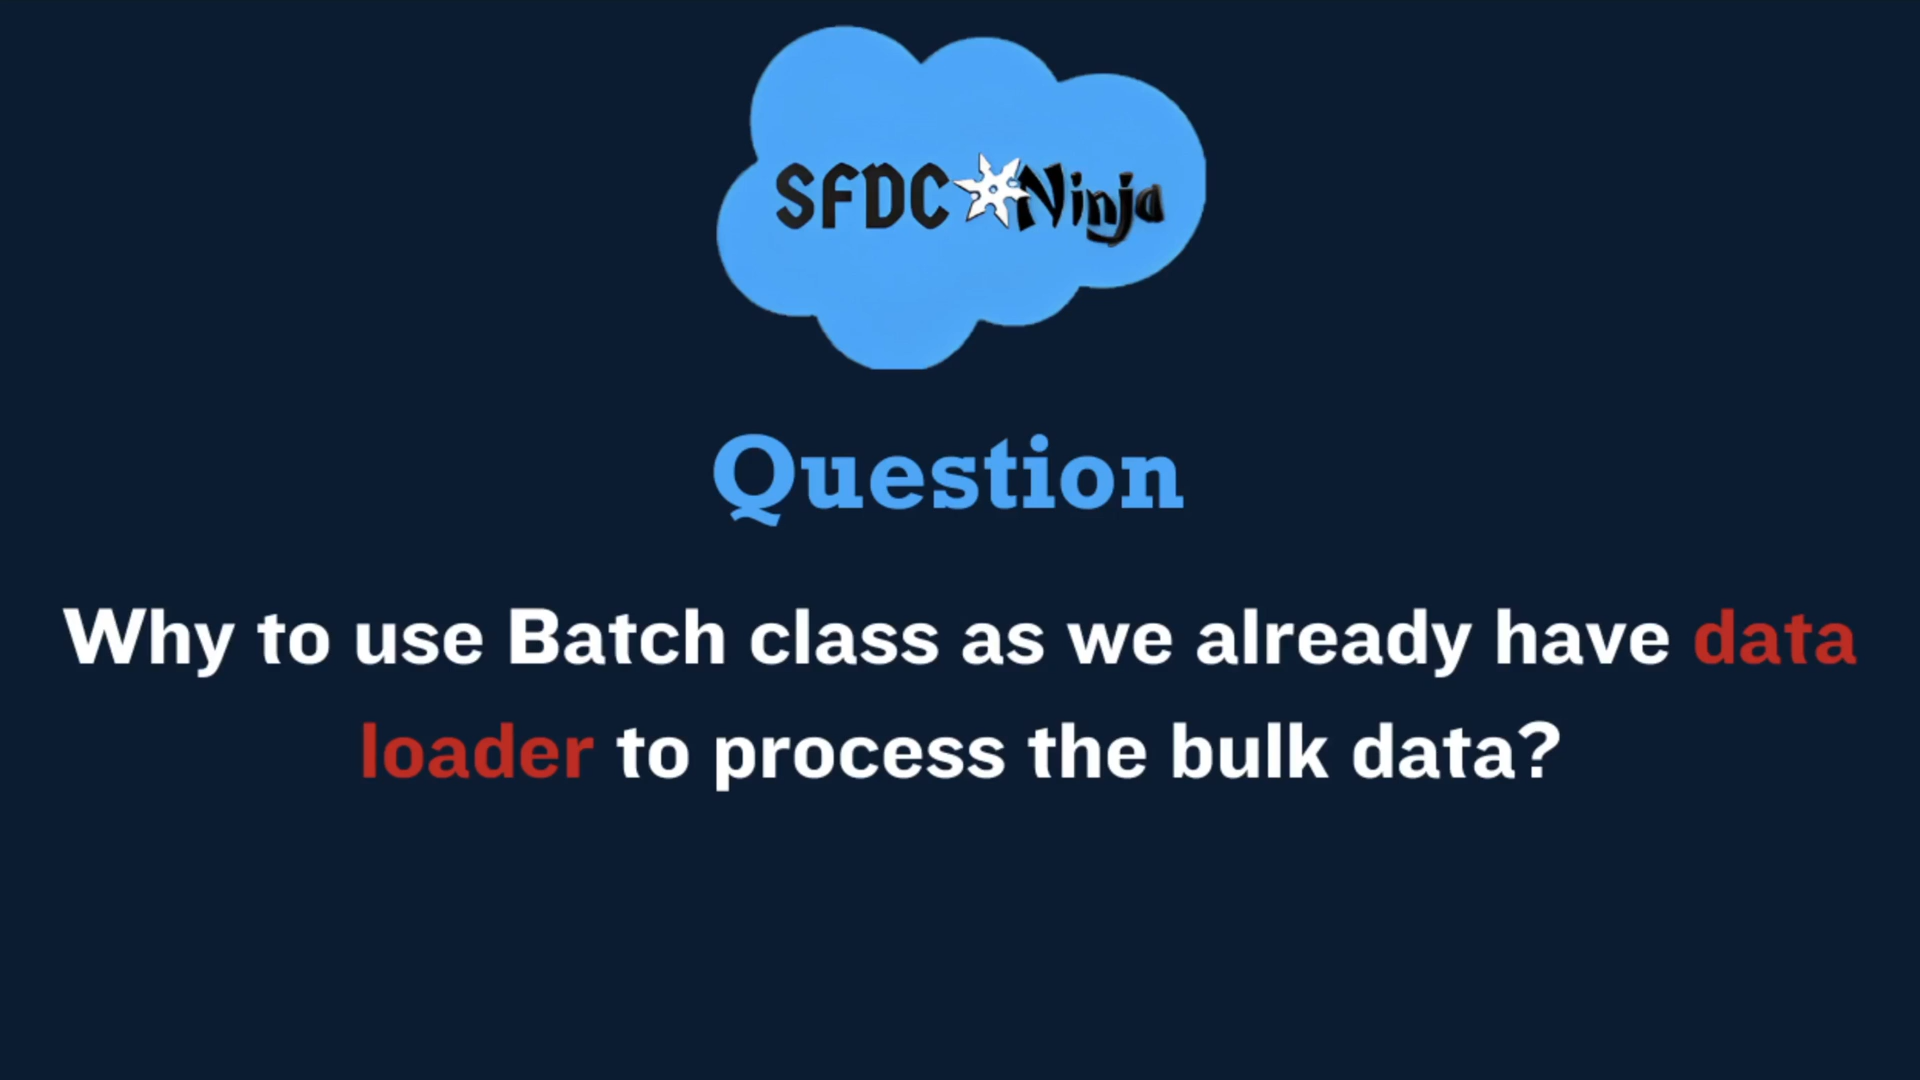 SFDC Ninja
Question
Why to use Batch class as we already have data
loader to process the bulk data?